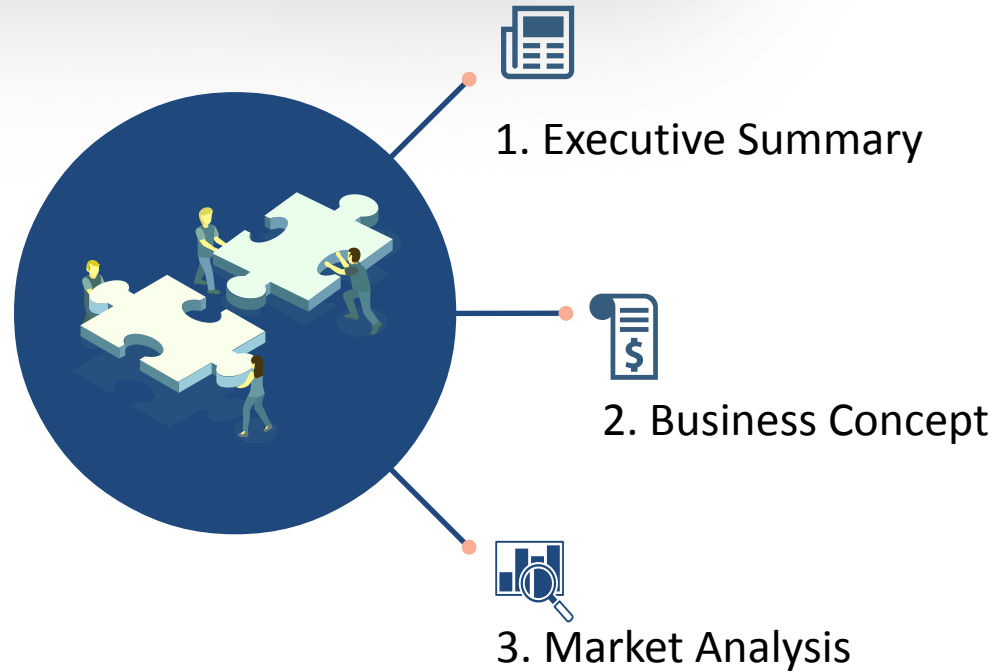 1. Executive Summary
$
2. Business Concept
3. Market Analysis